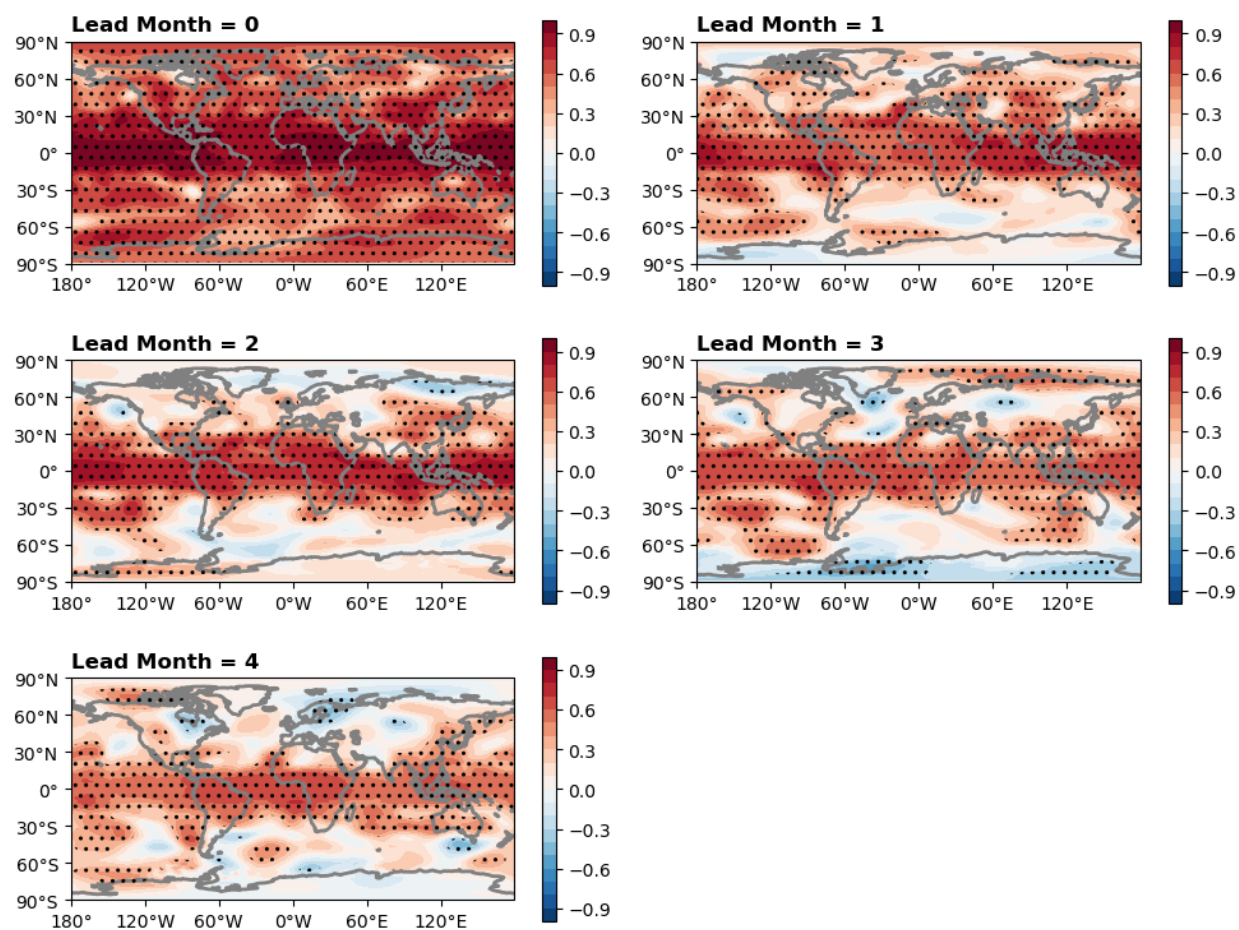 Lead Month = 0
90°N
60°N
30°N
0°
30°S
60°S
90°S
180°
120°W
60°W
0°W
60°E
120°E
0.9
0.6
0.3
0.0
−0.3
−0.6
−0.9
Lead Month = 1
90°N
60°N
30°N
0°
30°S
60°S
90°S
180°
120°W
60°W
0°W
60°E
120°E
0.9
0.6
0.3
0.0
−0.3
−0.6
−0.9
Lead Month = 2
90°N
60°N
30°N
0°
30°S
60°S
90°S
180°
120°W
60°W
0°W
60°E
120°E
0.9
0.6
0.3
0.0
−0.3
−0.6
−0.9
Lead Month = 3
90°N
60°N
30°N
0°
30°S
60°S
90°S
180°
120°W
60°W
0°W
60°E
120°E
0.9
0.6
0.3
0.0
−0.3
−0.6
−0.9
Lead Month = 4
90°N
60°N
30°N
0°
30°S
60°S
90°S
180°
120°W
60°W
0°W
60°E
120°E
0.9
0.6
0.3
0.0
−0.3
−0.6
−0.9